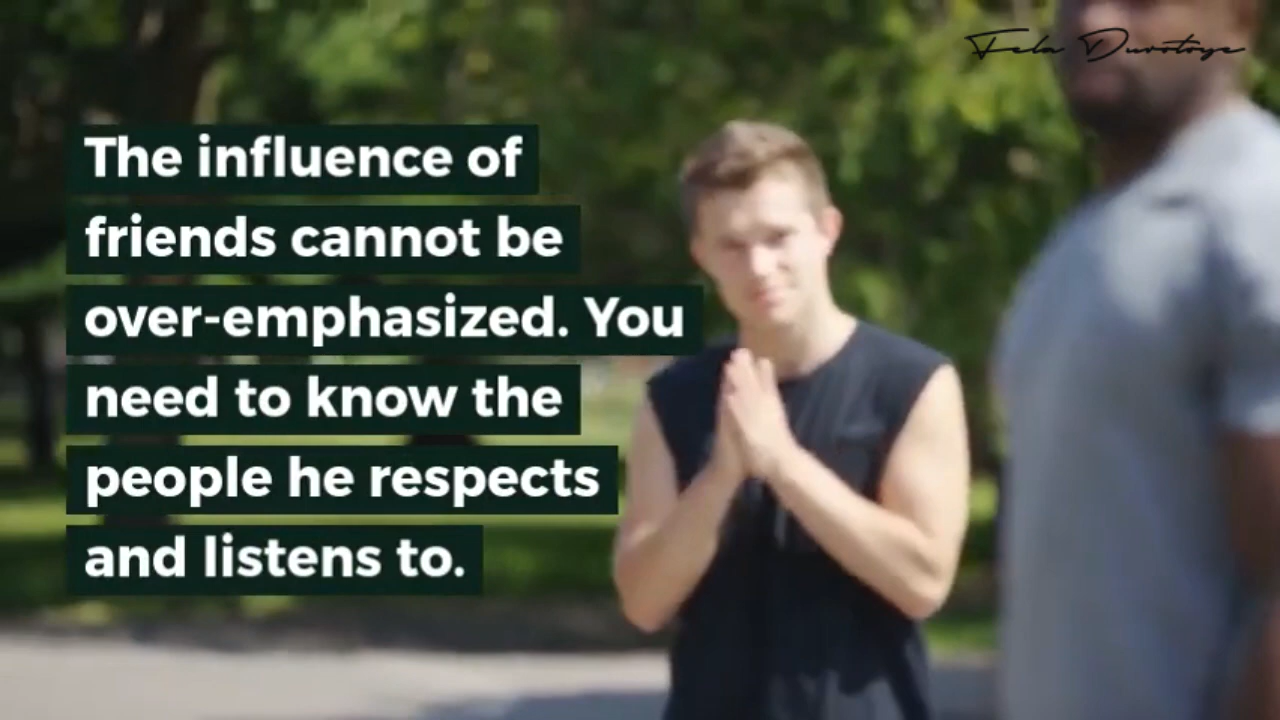 Fela Durotoye
The influence of
friends cannot be
over-emphasized. You
need to know the
people he respects
and listens to.